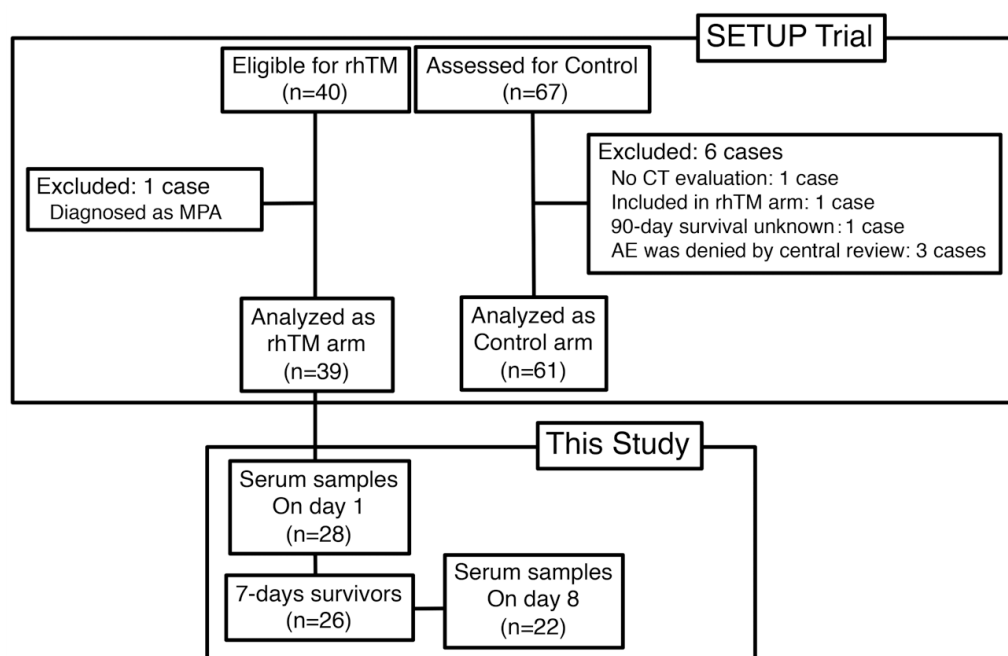 SETUP Trial
Eligible for rhTM
(n=40)
Assessed for Control
(n=67)
Excluded: 1 case
Diagnosed as MPA
Excluded: 6 cases
No CT evaluation: 1 case
Included in rhTM arm: 1 case
90-day survival unknown: 1 case
AE was denied by central review: 3 cases
Analyzed as
rhTM arm
(n=39)
Analyzed as
Control arm
(n=61)
This Study
Serum samples
On day 1
(n=28)
7-days survivors
(n=26)
Serum samples
On day 8
(n=22)